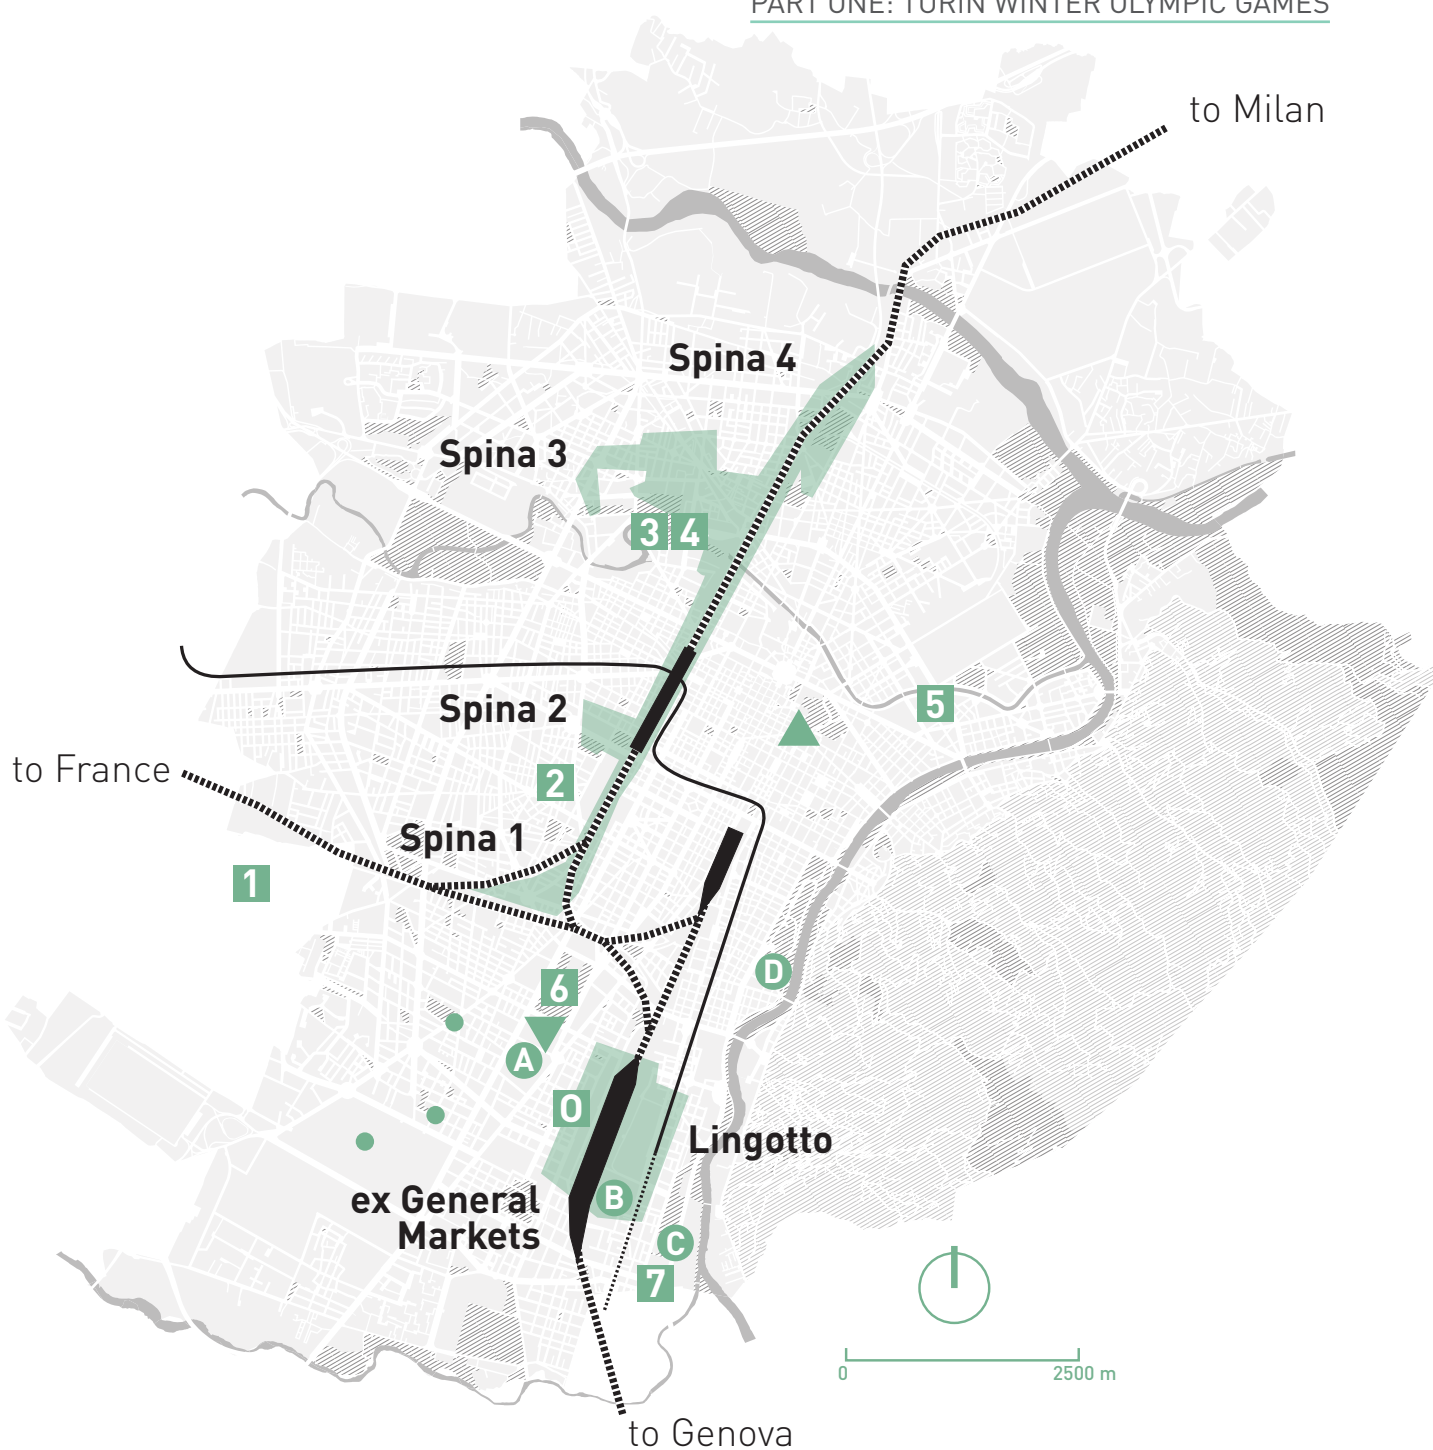 PART ONE: TURIN WINTER OLYMPIC GAMES
to Milan
Spina 4
Spina 3
3 4
5
Spina 2
to France
2
Spina 1
1
D
6
A
O
Lingotto
ex General
Markets
B
C
7
0 2500 m
to Genova